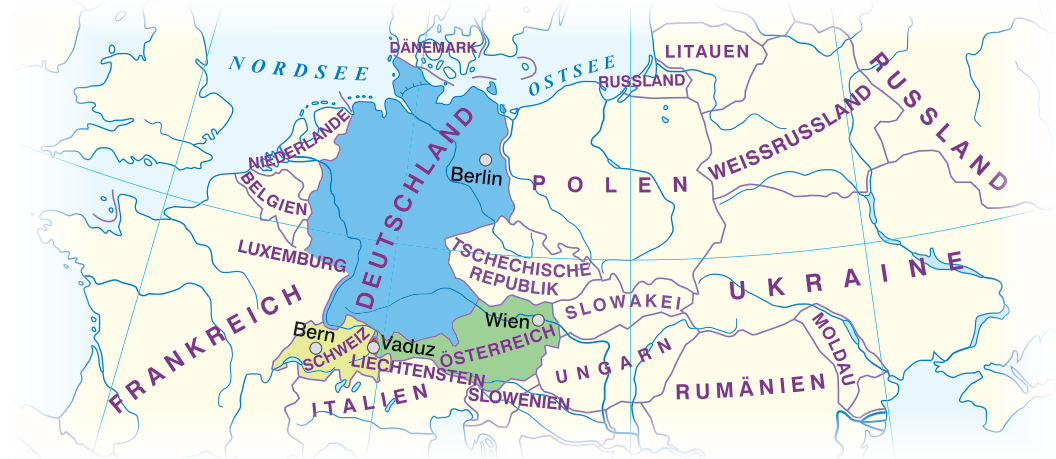 DÄNEMARK
LITAUEN
NORDSEE
OSTSEE
RUSSLAND
RUSSLAND
NIEDERLANDE
WEISSRUSSLAND
BELGIEN
DEUTSCHLAND
Berlin
POLEN
LUXEMBURG
TSCHECHISCHE
REPUBLIK
UKRAINE
SLOWAKEI
FRANKREICH
Bern
SCHWEIZ
Vaduz
LIECHTENSTEIN
Wien
ÖSTERREICH
UNGARN
MOLDAU
RUMÄNIEN
ITALIEN
SLOWENIEN